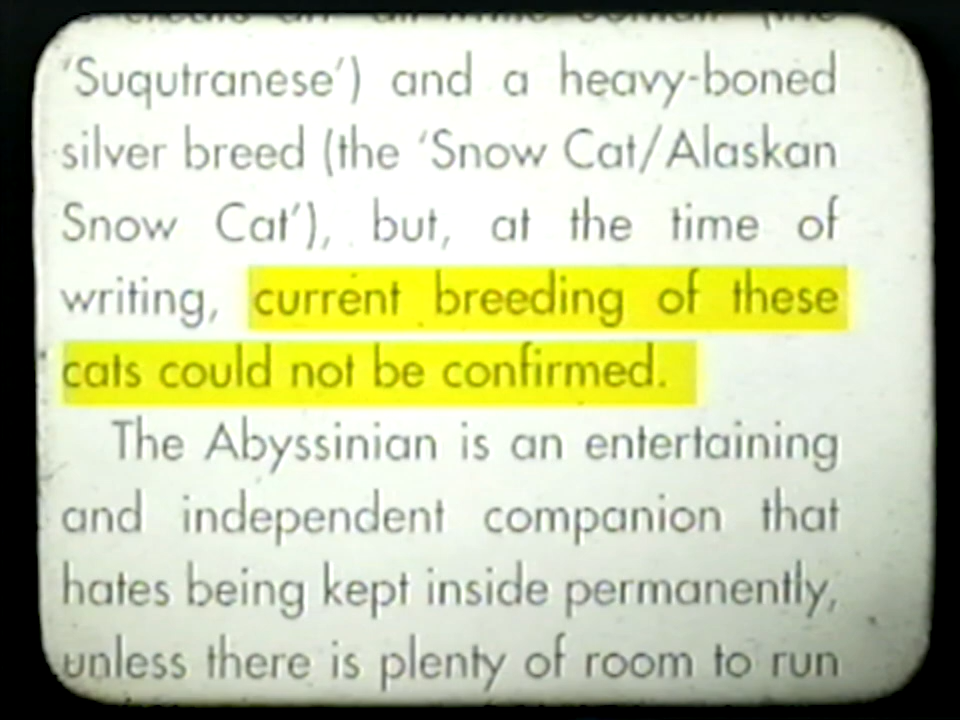 'Suqutranese') and a heavy-boned
silver breed (the 'Snow Cat/Alaskan
Snow Cat'), but, at the time of
writing, current breeding of these
cats could not be confirmed.
The Abyssinian is an entertaining
and independent companion that
hates being kept inside permanently,
unless there is plenty of room to run